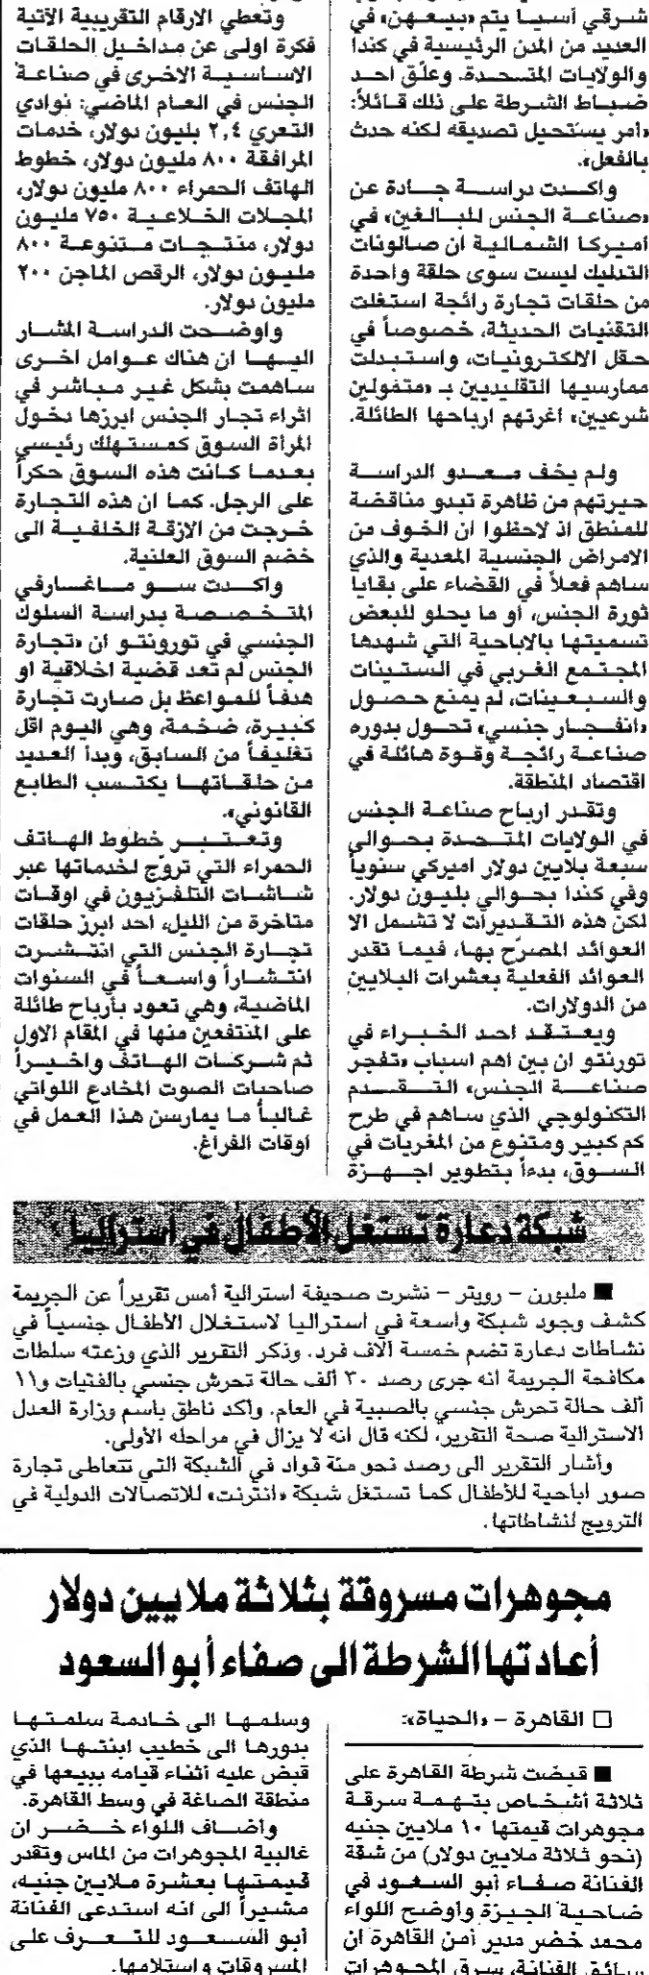 شرقي آسيا يتم «بيعهن» في
العديد من المدن الرئيسية في كندا
والولايات المتحدة. وعلّق احد
ضباط الشرطة على ذلك قائلاً:
«أمر يستحيل تصديقه لكنه حدث
بالفعل».
واكدت دراسة جادة عن
«صناعة الجنس للبالغين» في
اميركا الشمالية ان صالونات
التدليك ليست سوى حلقة واحدة
من حلقات تجارة رائجة استغلت
التقنيات الحديثة، خصوصاً في
حقل الالكترونيات، واستبدلت
ممارسيها التقليديين بـ «متمولين
شرعيين» اغرتهم ارباحها الطائلة.
ولم يخف معدو الدراسة
حيرتهم من ظاهرة تبدو مناقضة
للمنطق اذ لاحظوا ان الخوف من
الامراض الجنسية المعدية والذي
ساهم فعلاً في القضاء على بقايا
ثورة الجنس، أو ما يحلو للبعض
تسميتها بالاباحية التي شهدها
المجتمع الغربي في الستينات
والسبعينات، لم يمنع حصول
«انفجار جنسي» تحول بدوره
صناعة رائجة وقوة هائلة في
اقتصاد المنطقة.
وتقدر ارباح صناعة الجنس
في الولايات المتحدة بحوالي
سبعة بلايين دولار اميركي سنوياً
وفي كندا بحوالي بليون دولار.
لكن هذه التقديرات لا تشمل الا
العوائد المصرّح بها، فيما تقدر
العوائد الفعلية بعشرات البلايين
من الدولارات.
ويعتقد احد الخبراء في
تورنتو ان بين اهم اسباب «تفجر
صناعة الجنس» التقدم
التكنولوجي الذي ساهم في طرح
كم كبير ومتنوع من المغريات في
السوق، بدءاً بتطوير اجهزة
وتعطي الارقام التقريبية الآتية
فكرة اولى عن مداخيل الحلقات
الاساسية الاخرى في صناعة
الجنس في العام الماضي: نوادي
التعري ٢,٤ بليون دولار، خدمات
المرافقة ٨٠٠ مليون دولار، خطوط
الهاتف الحمراء ٨٠٠ مليون دولار،
المجلات الخلاعية ٧٥٠ مليون
دولار، منتجات متنوعة ٨٠٠
مليون دولار، الرقص الماجن ٢٠٠
مليون دولار.
واوضحت الدراسة المشار
اليها ان هناك عوامل اخرى
ساهمت بشكل غير مباشر في
اثراء تجار الجنس ابرزها دخول
المرأة السوق كمستهلك رئيسي
بعدما كانت هذه السوق حكراً
على الرجل. كما ان هذه التجارة
خرجت من الازقة الخلفية الى
خضم السوق العلنية.
واكدت سو ماغسارفي
المتخصصة بدراسة السلوك
الجنسي في تورونتو ان «تجارة
الجنس لم تعد قضية اخلاقية او
هدفاً للمواعظ بل صارت تجارة
كبيرة، ضخمة، وهي اليوم اقل
تغليفاً من السابق، وبدأ العديد
من حلقاتها يكتسب الطابع
القانوني».
وتعتبر خطوط الهاتف
الحمراء التي تروّج لخدماتها عبر
شاشات التلفزيون في اوقات
متأخرة من الليل، احد ابرز حلقات
تجارة الجنس التي انتشرت
انتشاراً واسعاً في السنوات
الماضية، وهي تعود بأرباح طائلة
على المنتفعين منها في المقام الاول
ثم شركات الهاتف واخيراً
صاحبات الصوت المخادع اللواتي
غالباً ما يمارسن هذا العمل في
اوقات الفراغ.
شبكة دعارة تستغل الأطفال في استراليا
■ ملبورن - رويتر - نشرت صحيفة استرالية أمس تقريراً عن الجريمة
كشف وجود شبكة واسعة في استراليا لاستغلال الأطفال جنسياً في
نشاطات دعارة تضم خمسة آلاف فرد. وذكر التقرير الذي وزعته سلطات
مكافحة الجريمة انه جرى رصد ٣٠ ألف حالة تحرش جنسي بالفتيات و١١
ألف حالة تحرش جنسي بالصبية في العام. وأكد ناطق باسم وزارة العدل
الاسترالية صحة التقرير، لكنه قال انه لا يزال في مراحله الأولى.
وأشار التقرير الى رصد نحو مئة قواد في الشبكة التي تتعاطى تجارة
صور اباحية للأطفال كما تستغل شبكة «انترنت» للاتصالات الدولية في
الترويج لنشاطاتها.
مجوهرات مسروقة بثلاثة ملايين دولار
أعادتها الشرطة الى صفاء أبو السعود
□ القاهرة - «الحياة»:
■ قبضت شرطة القاهرة على
ثلاثة أشخاص بتهمة سرقة
مجوهرات قيمتها ١٠ ملايين جنيه
(نحو ثلاثة ملايين دولار) من شقة
الفنانة صفاء أبو السعود في
ضاحية الجيزة وأوضح اللواء
محمد خضر مدير أمن القاهرة ان
سائق الفنانة، سرق المجوهرات
وسلمها الى خادمة سلمتها
بدورها الى خطيب ابنتها الذي
قبض عليه أثناء قيامه ببيعها في
منطقة الصاغة في وسط القاهرة.
وأضاف اللواء خضر ان
غالبية المجوهرات من الماس وتقدر
قيمتها بعشرة ملايين جنيه،
مشيراً الى انه استدعى الفنانة
أبو السعود للتعرف على
المسروقات واستلامها.